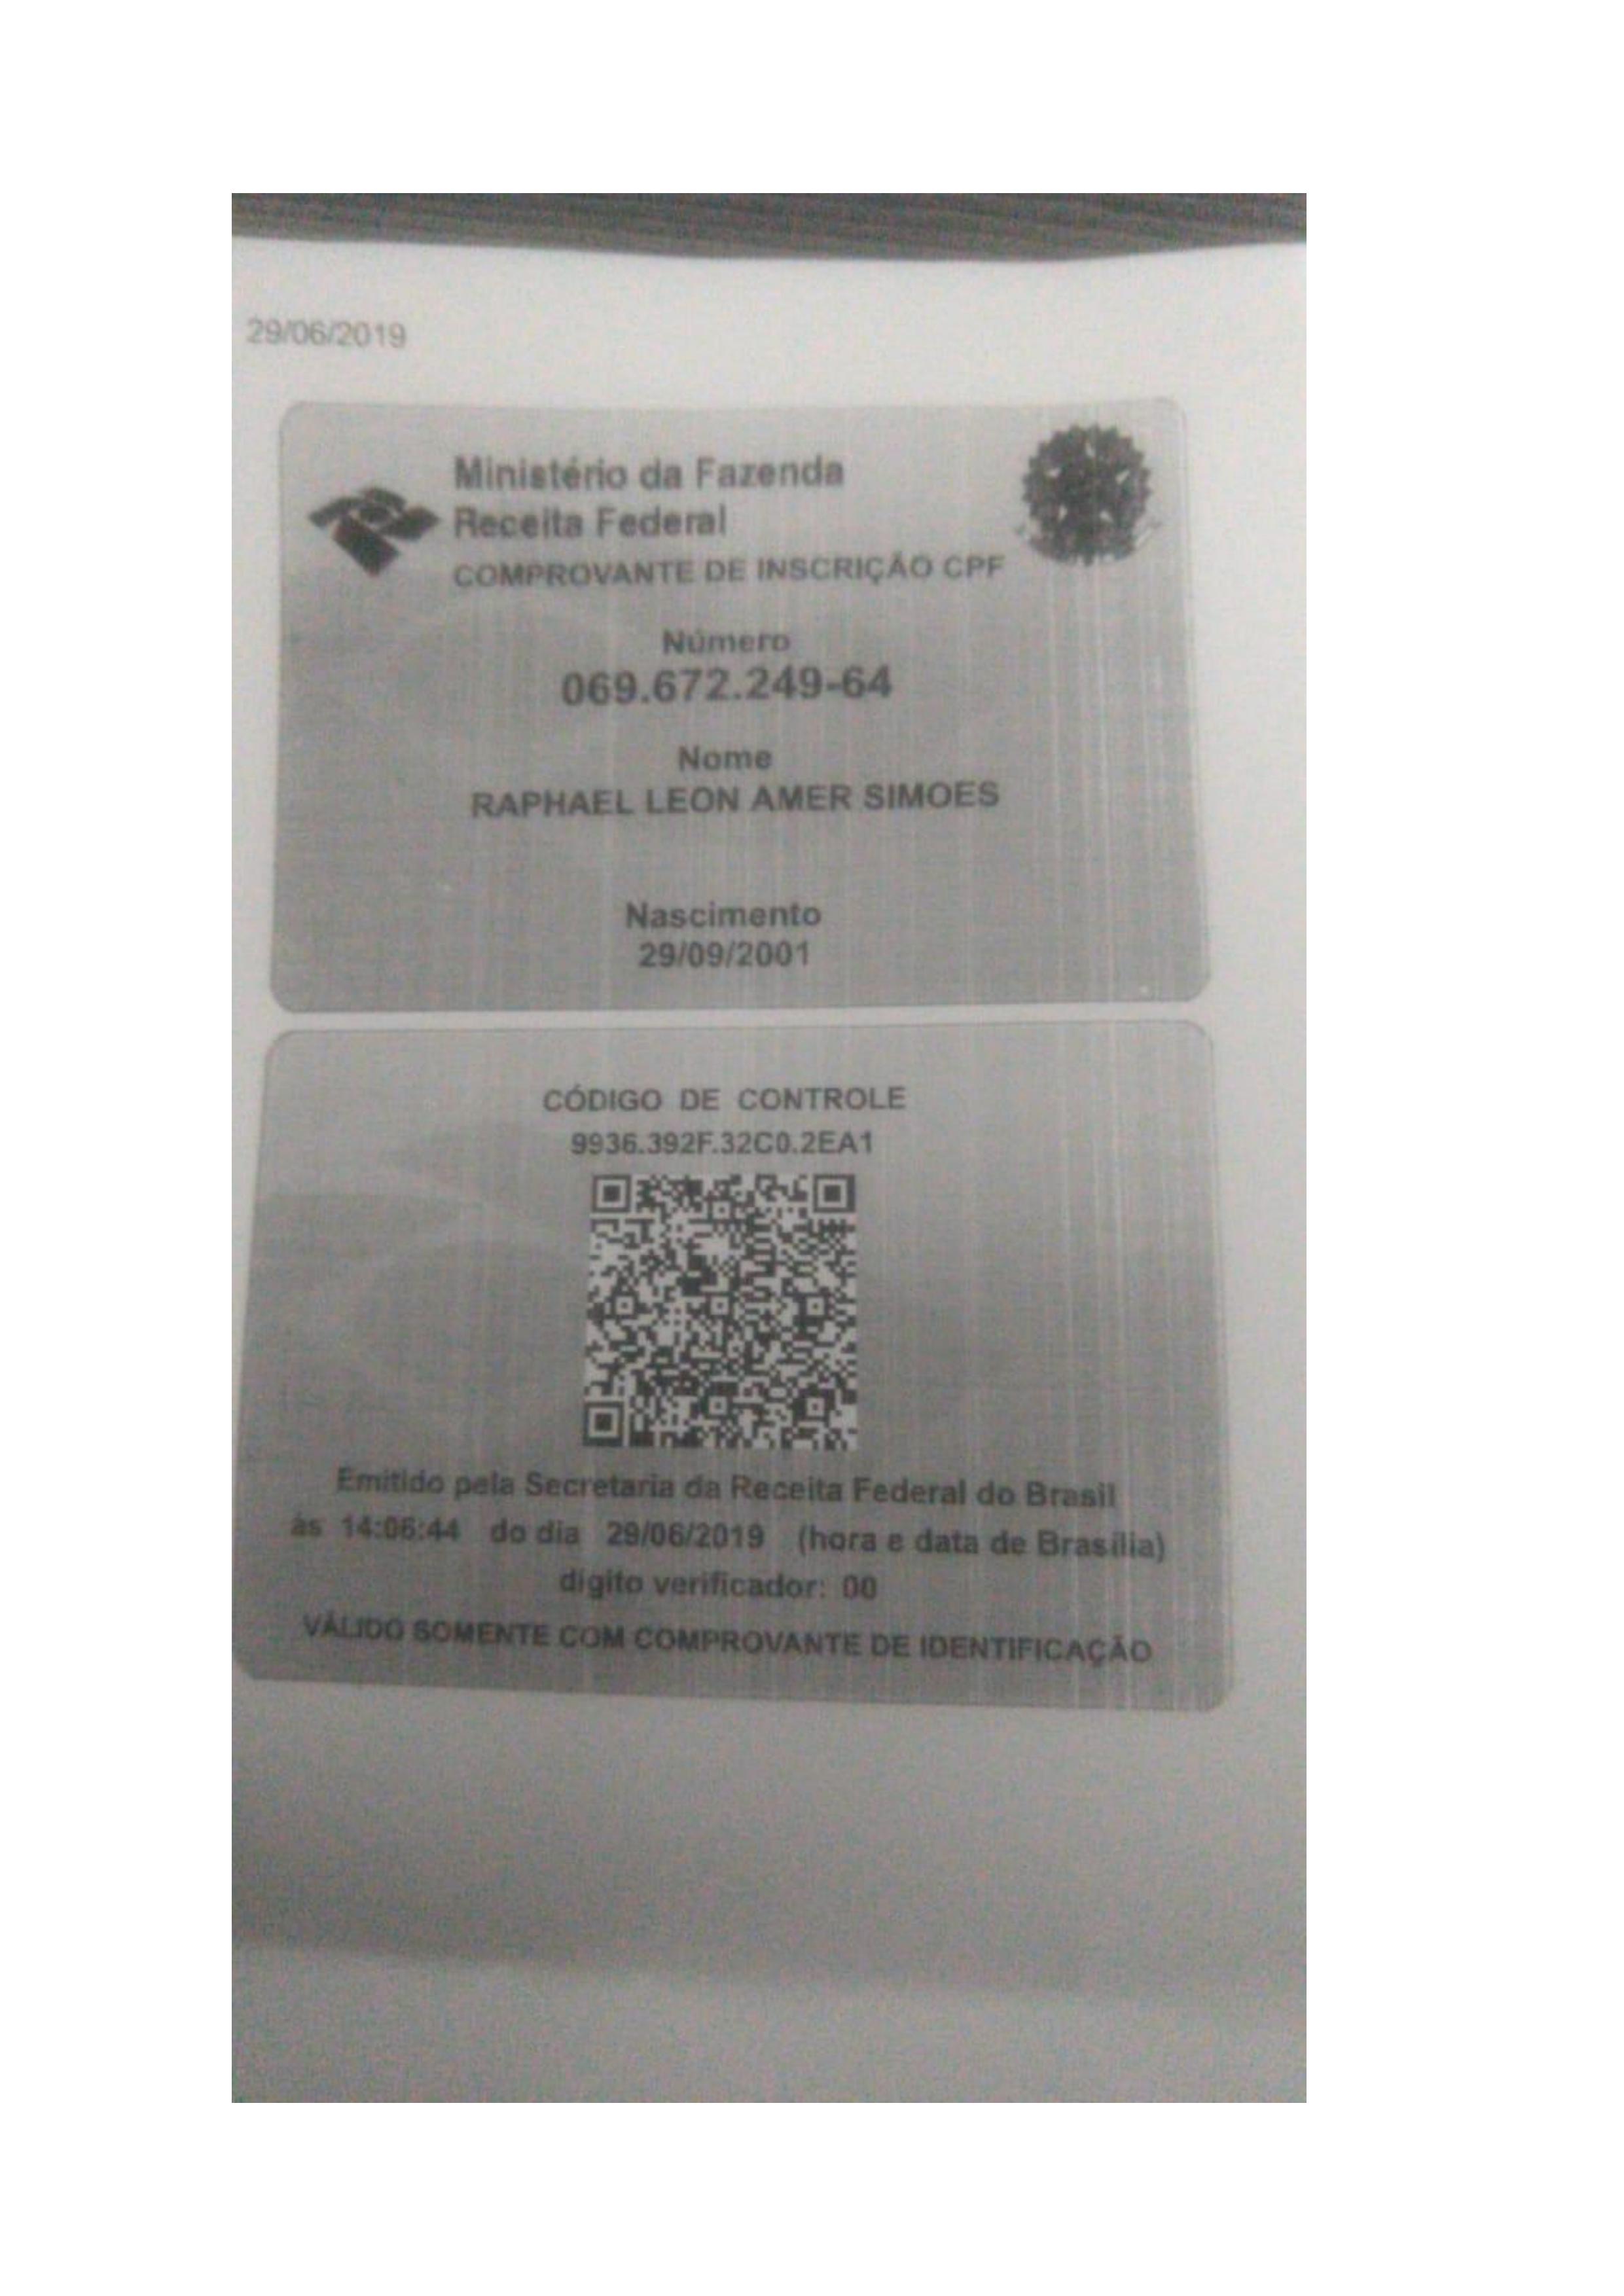 29/06/2019
Ministério da Fazenda
Receita Federal
COMPROVANTE DE INSCRIÇÃO CPF
Número
069.672.249-64
Nome
RAPHAEL LEON AMER SIMOES
Nascimento
29/09/2001
CÓDIGO DE CONTROLE
9936.392F.32C0.2EA1
Emitido pela Secretaria da Receita Federal do Brasil
às 14:06:44 do dia 29/06/2019 (hora e data de Brasília)
dígito verificador: 00
VÁLIDO SOMENTE COM COMPROVANTE DE IDENTIFICAÇÃO